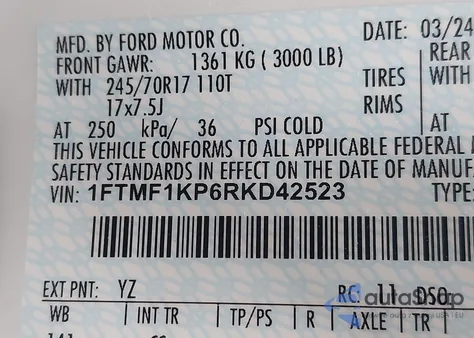 MFD. BY FORD MOTOR CO.
DATE: 03/24
FRONT GAWR: 1361 KG ( 3000 LB)
REAR
WITH 245/70R17 110T TIRES WITH
17x7.5J RIMS
AT 250 kPa/ 36 PSI COLD AT
THIS VEHICLE CONFORMS TO ALL APPLICABLE FEDERAL
SAFETY STANDARDS IN EFFECT ON THE DATE OF MANUF
VIN: 1FTMF1KP6RKD42523 TYPE:
EXT PNT: YZ RC: 11 DSO:
WB INT TR TP/PS R AXLE TR